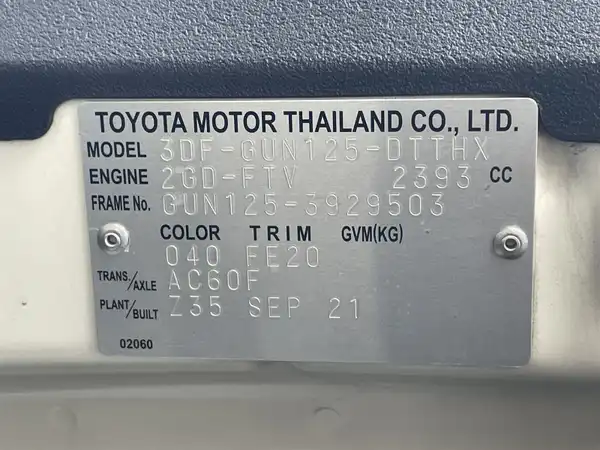 TOYOTA MOTOR THAILAND CO., LTD.
MODEL 3DF-GUN125-DTTHX
ENGINE 2GD-FTV 2393 CC
FRAME No. GUN125-3929503
COLOR TRIM GVM(KG)
040 FE20
TRANS./AXLE AC60F
PLANT/BUILT Z35 SEP 21
02060